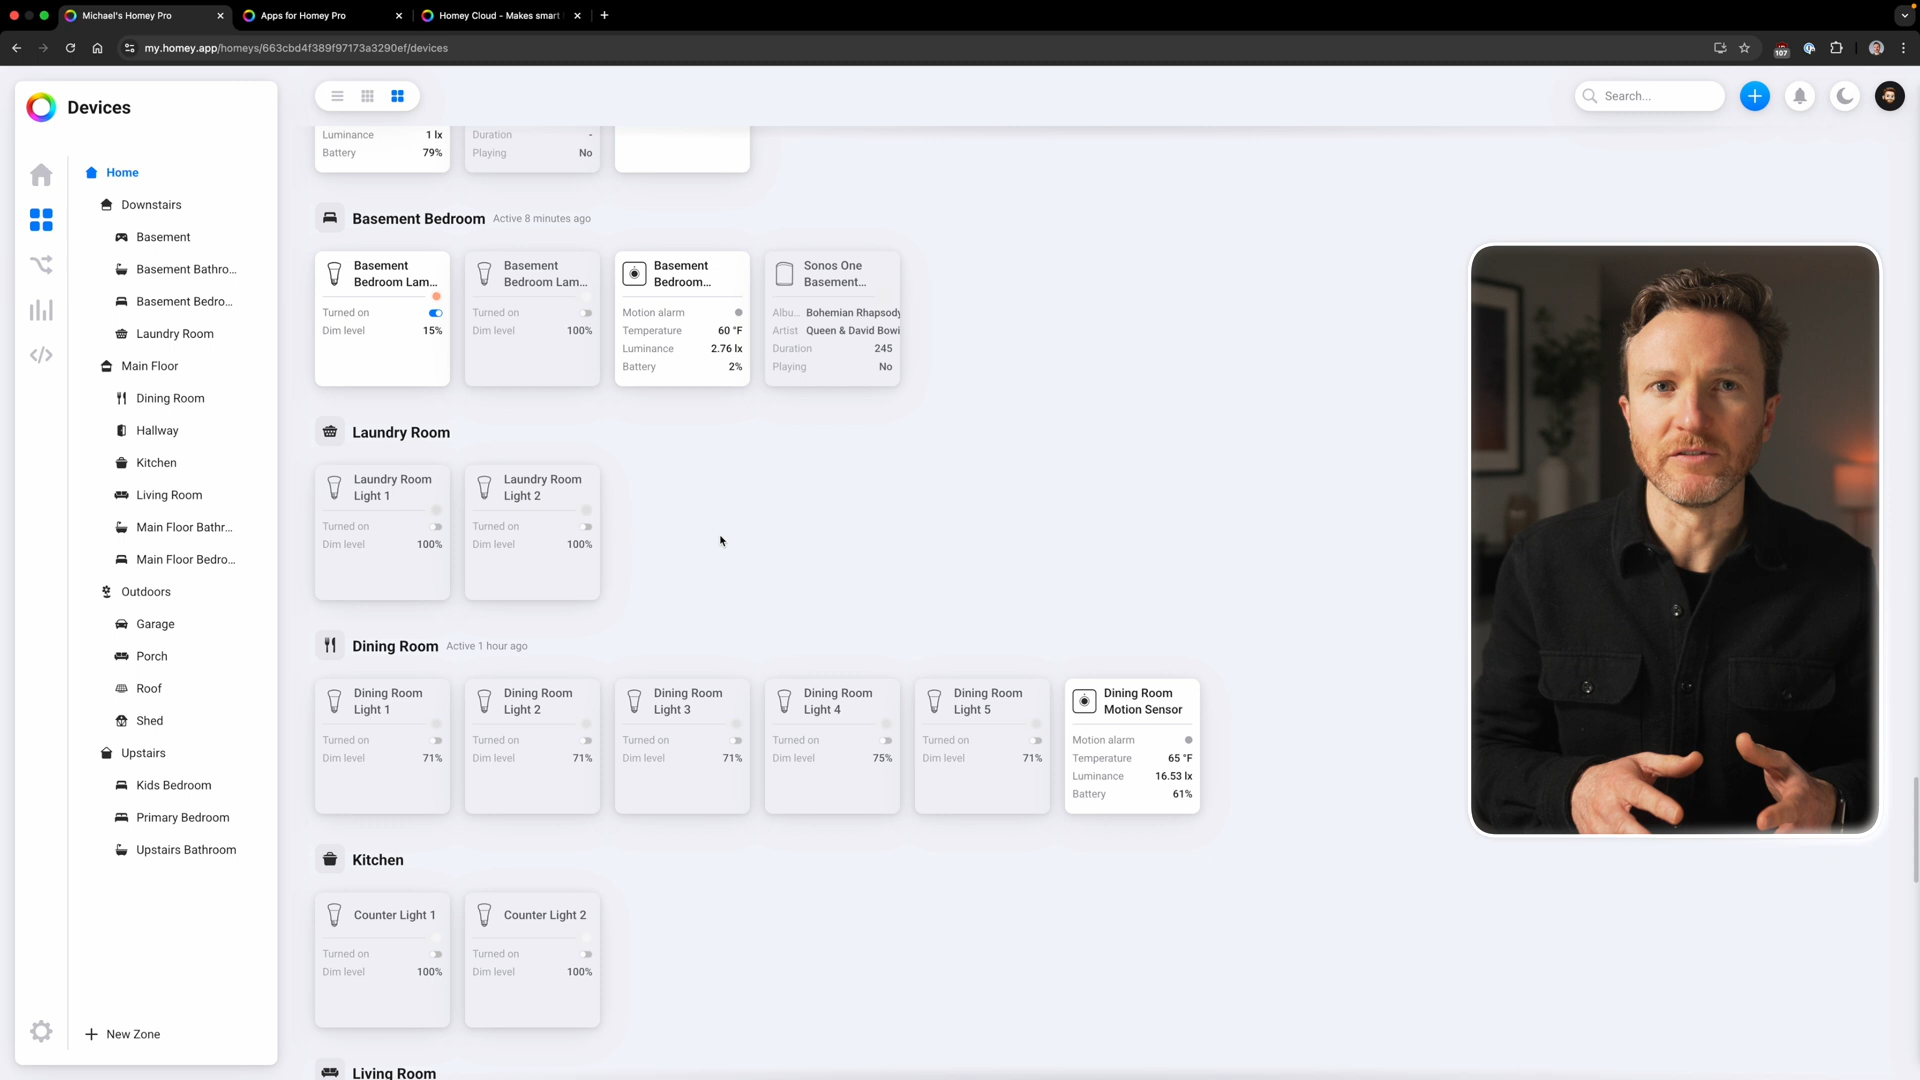 Michael's Homey Pro
Apps for Homey Pro
Homey Cloud - Makes smart
my.homey.app/homeys/663cbd4f389f97173a3290ef/devices
107
Devices
Search...
Home
Downstairs
Basement
Basement Bathro...
Basement Bedro...
Laundry Room
Main Floor
Dining Room
Hallway
Kitchen
Living Room
Main Floor Bathr...
Main Floor Bedro...
Outdoors
Garage
Porch
Roof
Shed
Upstairs
Kids Bedroom
Primary Bedroom
Upstairs Bathroom
New Zone
Luminance 1 lx
Battery 79%
Duration -
Playing No
Basement Bedroom Active 8 minutes ago
Basement
Bedroom Lam...
Turned on
Dim level 15%
Basement
Bedroom Lam...
Turned on
Dim level 100%
Basement
Bedroom...
Motion alarm
Temperature 60 °F
Luminance 2.76 lx
Battery 2%
Sonos One
Basement...
Albu... Bohemian Rhapsody
Artist Queen & David Bowi
Duration 245
Playing No
Laundry Room
Laundry Room
Light 1
Turned on
Dim level 100%
Laundry Room
Light 2
Turned on
Dim level 100%
Dining Room Active 1 hour ago
Dining Room
Light 1
Turned on
Dim level 71%
Dining Room
Light 2
Turned on
Dim level 71%
Dining Room
Light 3
Turned on
Dim level 71%
Dining Room
Light 4
Turned on
Dim level 75%
Dining Room
Light 5
Turned on
Dim level 71%
Dining Room
Motion Sensor
Motion alarm
Temperature 65 °F
Luminance 16.53 lx
Battery 61%
Kitchen
Counter Light 1
Turned on
Dim level 100%
Counter Light 2
Turned on
Dim level 100%
Living Room